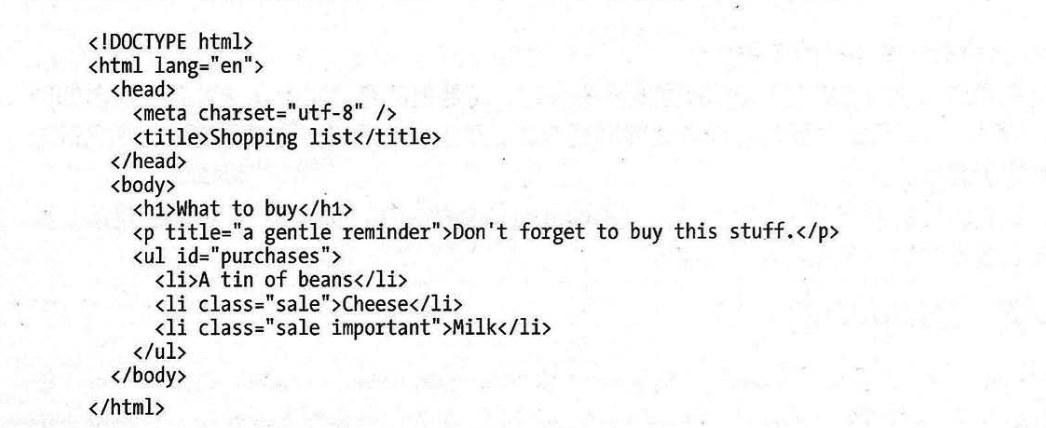 <!DOCTYPE html>
<html lang="en">
  <head>
    <meta charset="utf-8" />
    <title>Shopping list</title>
  </head>
  <body>
    <h1>What to buy</h1>
    <p title="a gentle reminder">Don't forget to buy this stuff.</p>
    <ul id="purchases">
      <li>A tin of beans</li>
      <li class="sale">Cheese</li>
      <li class="sale important">Milk</li>
    </ul>
  </body>
</html>